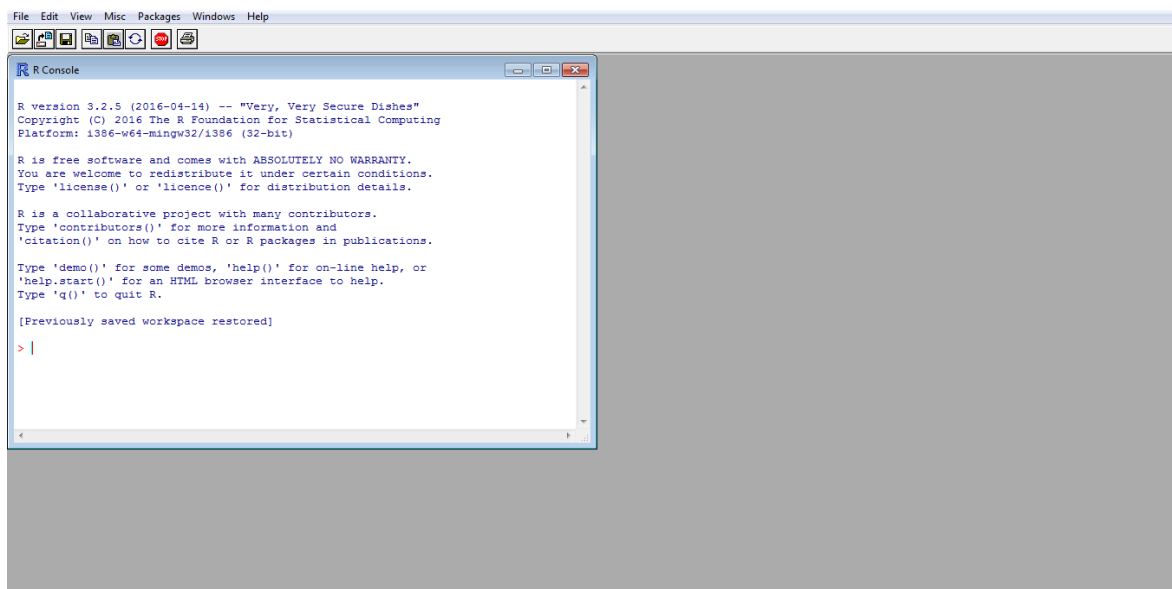 File Edit View Misc Packages Windows Help
STOP
R R Console
R version 3.2.5 (2016-04-14) -- "Very, Very Secure Dishes"
Copyright (C) 2016 The R Foundation for Statistical Computing
Platform: i386-w64-mingw32/i386 (32-bit)
R is free software and comes with ABSOLUTELY NO WARRANTY.
You are welcome to redistribute it under certain conditions.
Type 'license()' or 'licence()' for distribution details.
R is a collaborative project with many contributors.
Type 'contributors()' for more information and
'citation()' on how to cite R or R packages in publications.
Type 'demo()' for some demos, 'help()' for on-line help, or
'help.start()' for an HTML browser interface to help.
Type 'q()' to quit R.
[Previously saved workspace restored]
>